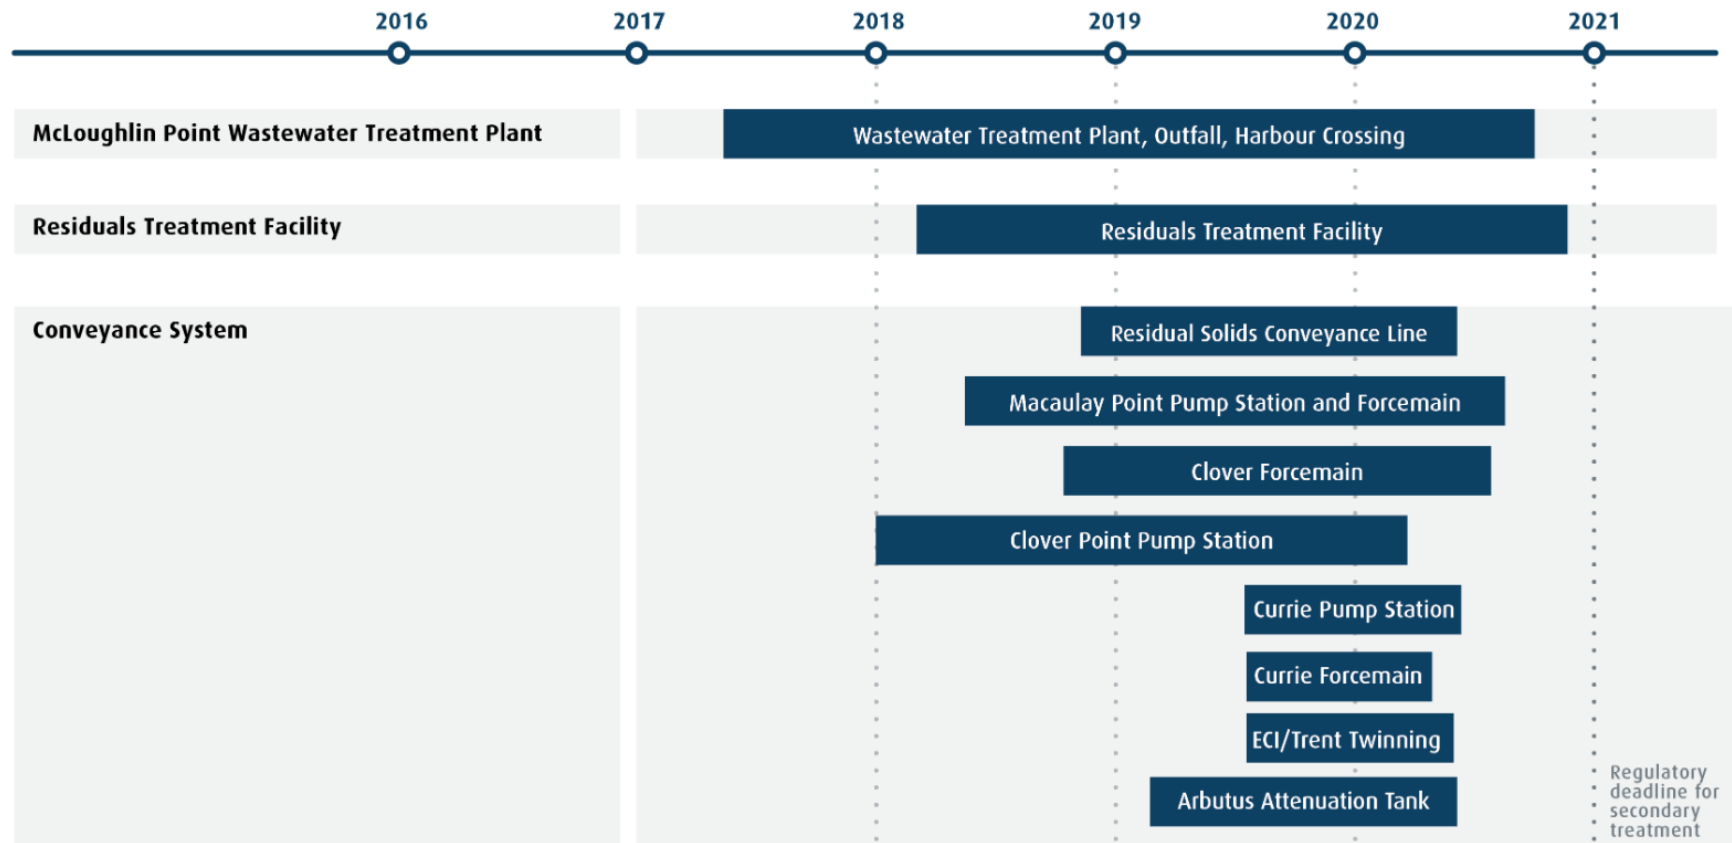 2016 2017 2018 2019 2020 2021
McLoughlin Point Wastewater Treatment Plant
Wastewater Treatment Plant, Outfall, Harbour Crossing
Residuals Treatment Facility
Residuals Treatment Facility
Conveyance System
Residual Solids Conveyance Line
Macaulay Point Pump Station and Forcemain
Clover Forcemain
Clover Point Pump Station
Currie Pump Station
Currie Forcemain
ECI/Trent Twinning
Arbutus Attenuation Tank
Regulatory
deadline for
secondary
treatment